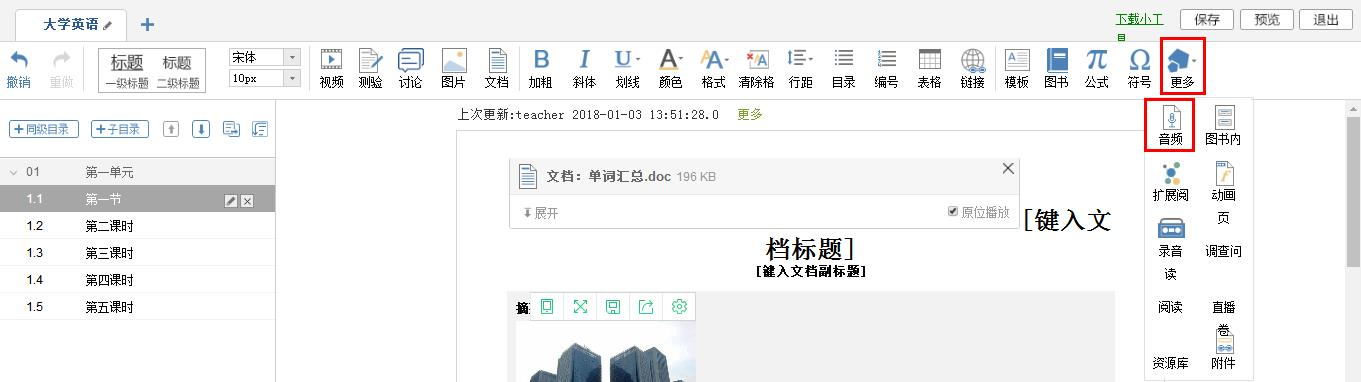 大学英语
下载小工具
保存 预览 退出
撤销 重做
标题 标题
一级标题 二级标题
宋体
10px
视频 测验 讨论 图片 文档 加粗 斜体 划线 颜色 格式 清除格 行距 目录 编号 表格 链接 模板 图书 公式 符号 更多
B I U A AA A
π Ω
+同级目录 +子目录
上次更新:teacher 2018-01-03 13:51:28.0 更多
01 第一单元
1.1 第一节
1.2 第二课时
1.3 第三课时
1.4 第四课时
1.5 第五课时
文档：单词汇总.doc 196 KB
展开 原位播放
[键入文
档标题]
[键入文档副标题]
摘
音频 图书内
扩展阅 动画
页
录音 调查问
读
阅读 直播
卷
资源库 附件